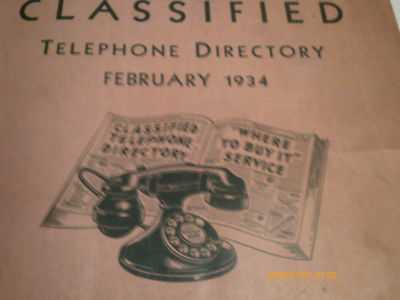 CLASSIFIED
TELEPHONE DIRECTORY
FEBRUARY 1934
CLASSIFIED
TELEPHONE
DIRECTORY
"WHERE
TO BUY IT"
SERVICE